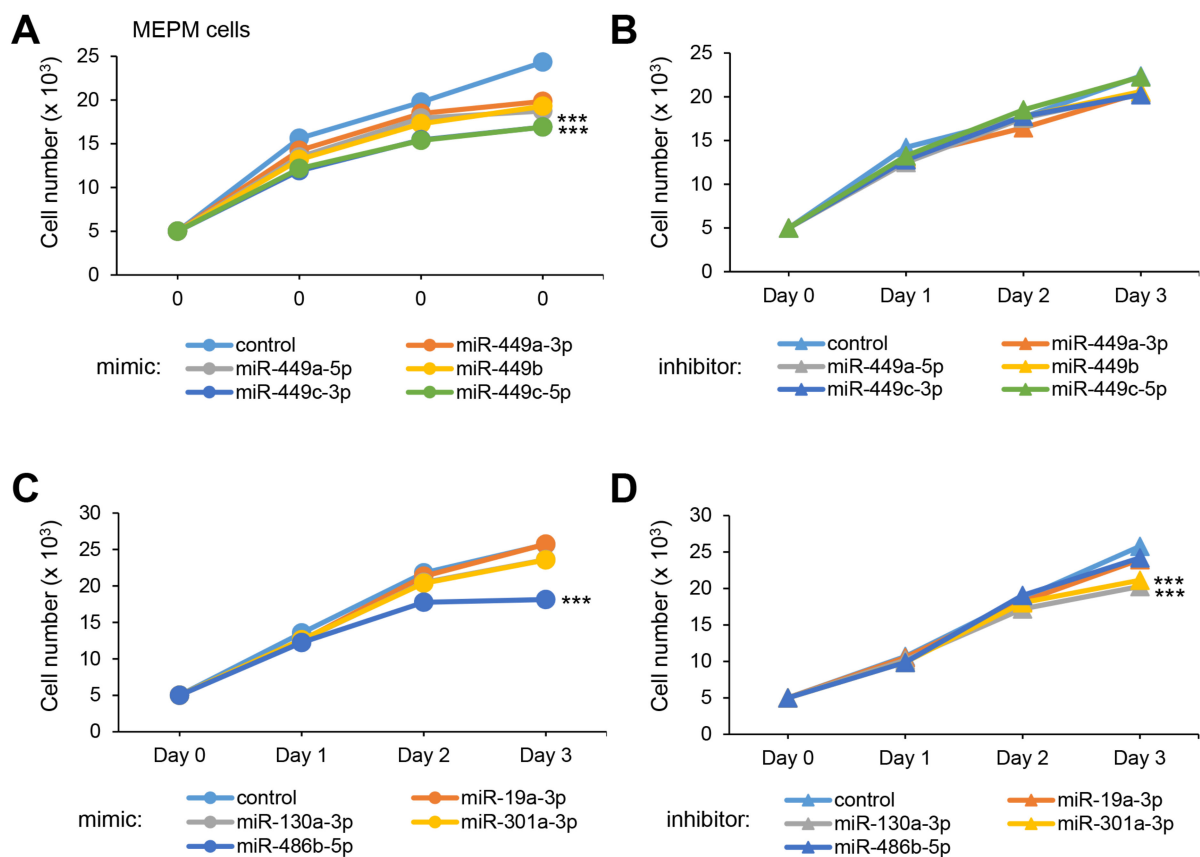 A
MEPM cells
Cell number (x 10³)
25
20
15
10
5
0
***
***
0 0 0 0
mimic:
control miR-449a-3p
miR-449a-5p miR-449b
miR-449c-3p miR-449c-5p
B
Cell number (x 10³)
25
20
15
10
5
0
Day 0 Day 1 Day 2 Day 3
inhibitor:
control miR-449a-3p
miR-449a-5p miR-449b
miR-449c-3p miR-449c-5p
C
Cell number (x 10³)
30
25
20
15
10
5
0
***
Day 0 Day 1 Day 2 Day 3
mimic:
control miR-19a-3p
miR-130a-3p miR-301a-3p
miR-486b-5p
D
Cell number (x 10³)
30
25
20
15
10
5
0
***
***
Day 0 Day 1 Day 2 Day 3
inhibitor:
control miR-19a-3p
miR-130a-3p miR-301a-3p
miR-486b-5p